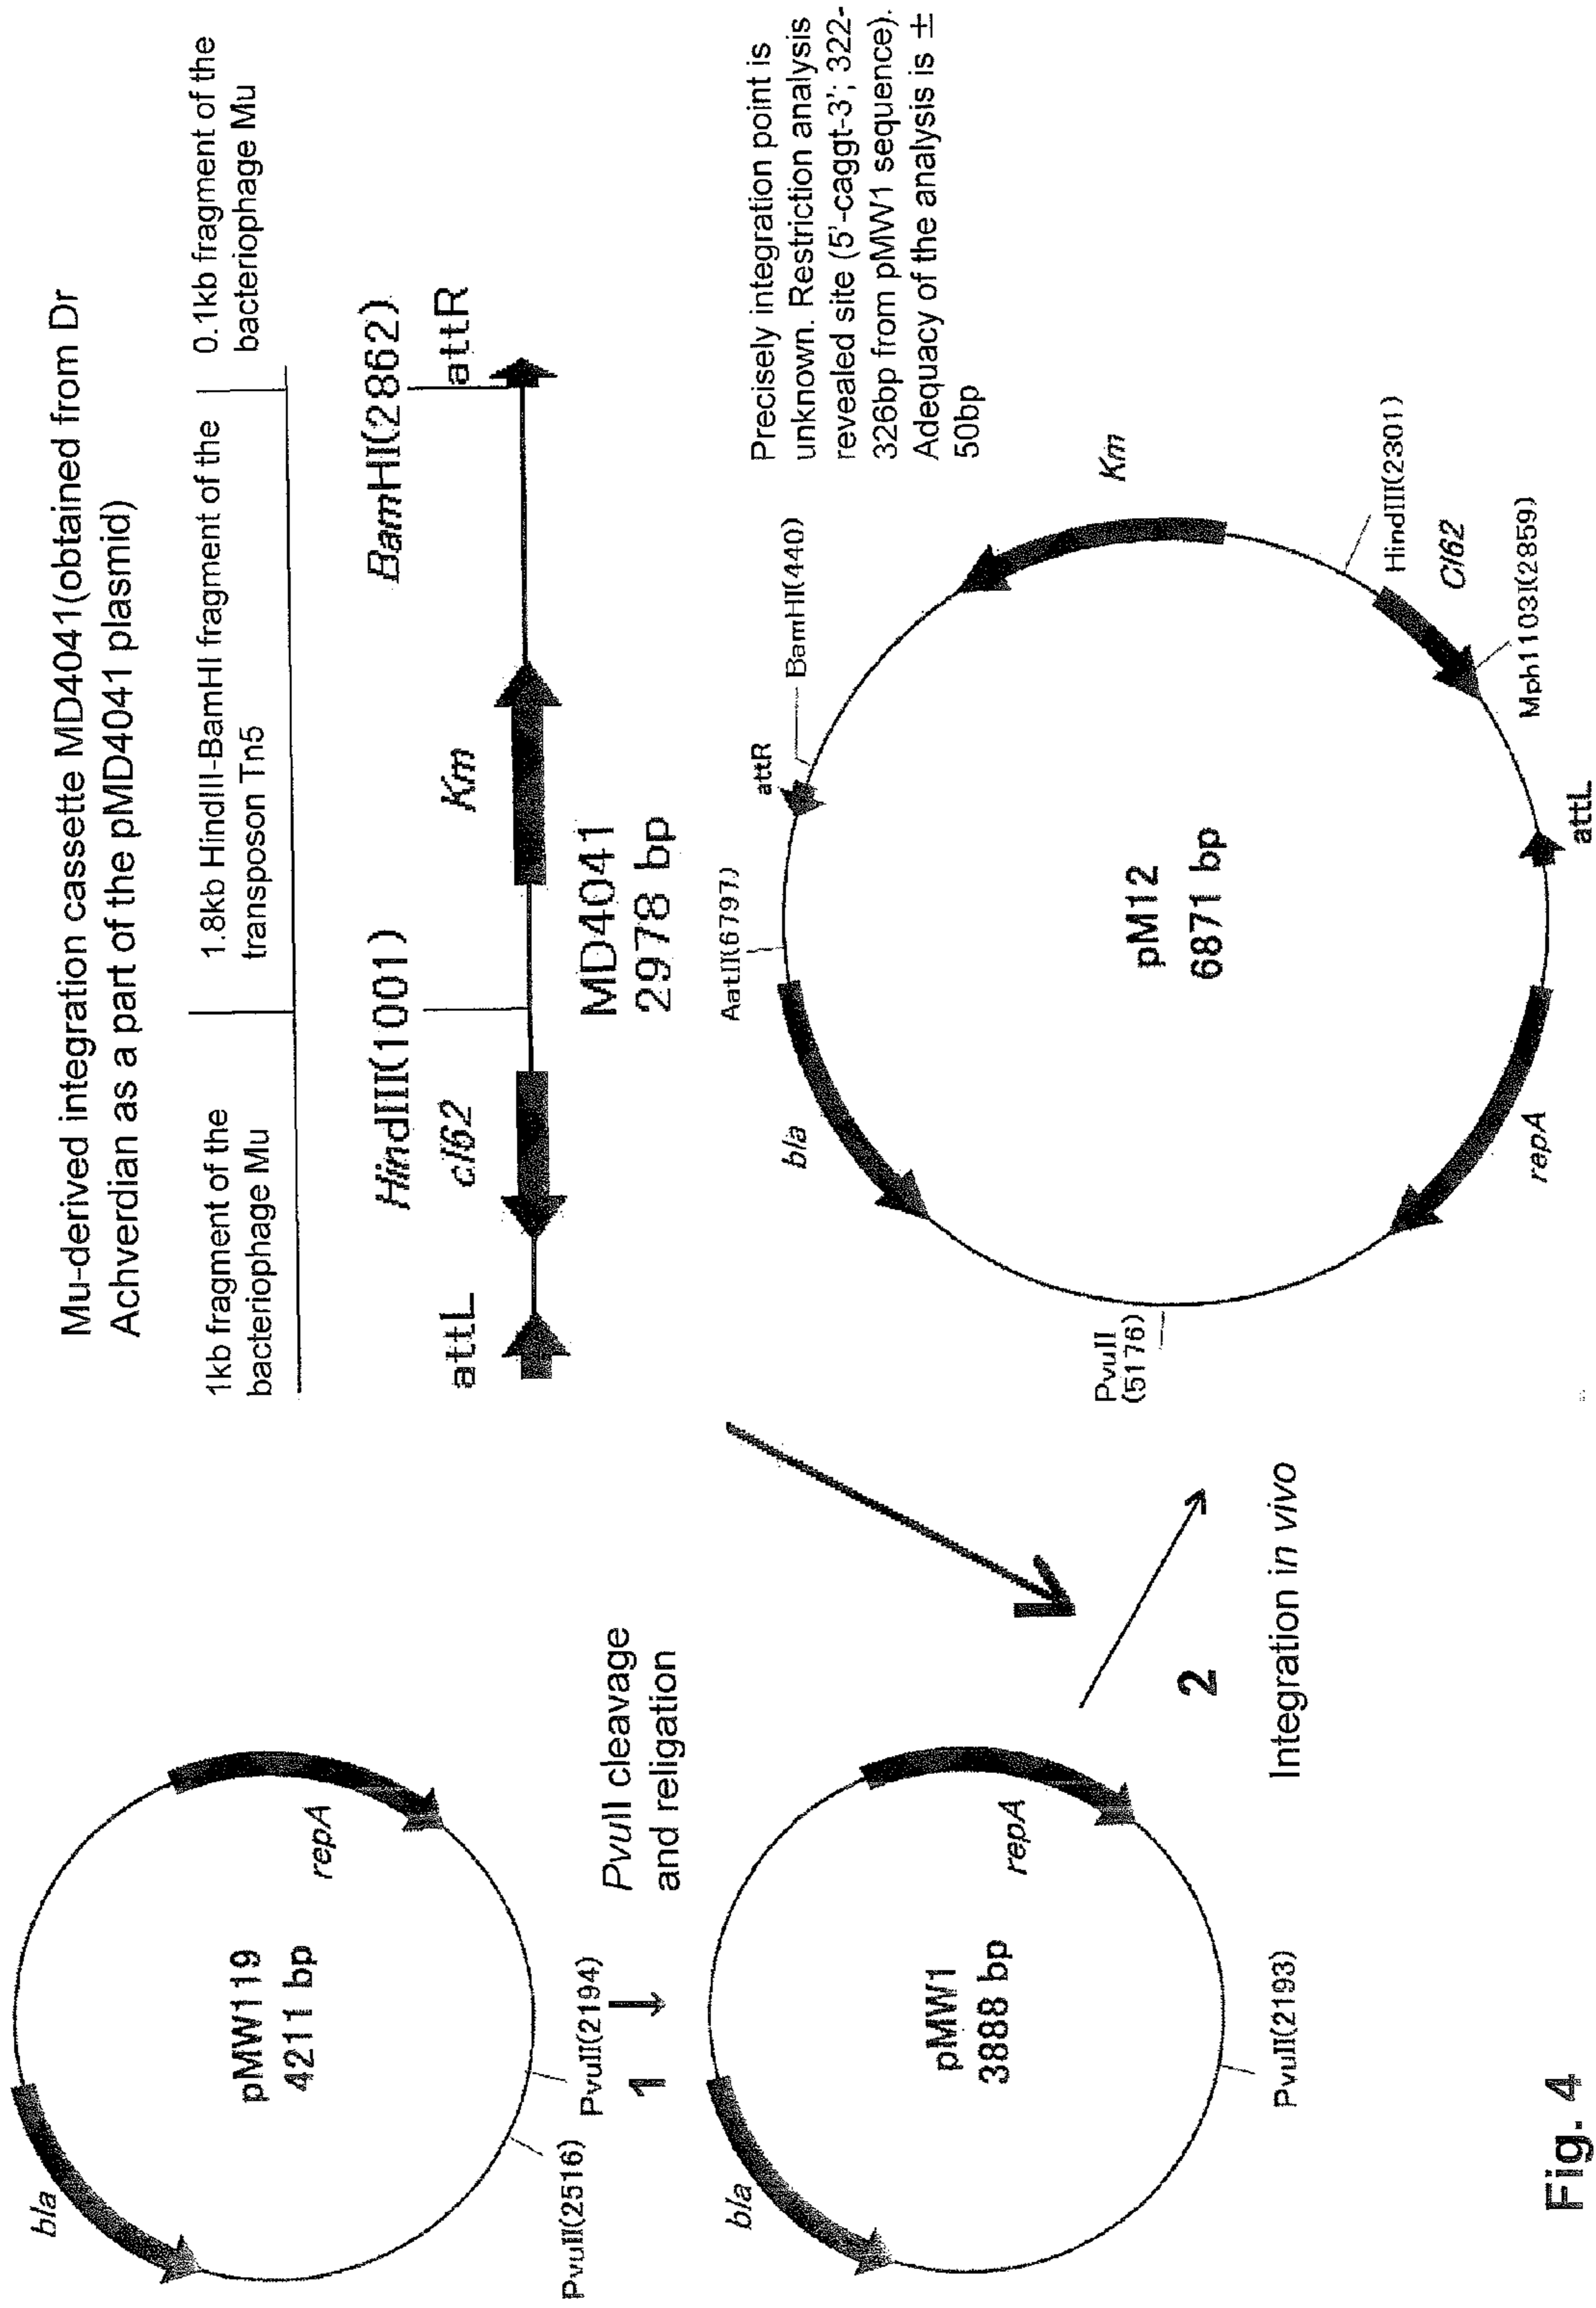 Mu-derived integration cassette MD4041(obtained from Dr
Achverdian as a part of the pMD4041 plasmid)
1kb fragment of the
bacteriophage Mu
1.8kb HindIII-BamHI fragment of the
transposon Tn5
0.1kb fragment of the
bacteriophage Mu
HindIII(1001)
BamHI(2862)
attL
cI62
Km
attR
MD4041
2978 bp
bla
pMW119
4211 bp
repA
PvuII(2516)
PvuII(2194)
1
PvuII cleavage
and religation
bla
pMW1
3888 bp
repA
PvuII(2193)
2
Integration in vivo
Precisely integration point is
unknown. Restriction analysis
revealed site (5'-caggt-3'; 322-
326bp from pMW1 sequence).
Adequacy of the analysis is ±
50bp
AatII(6797)
attR
BamHI(440)
bla
Km
pM12
6871 bp
PvuII
(5176)
HindIII(2301)
CI62
Mph1103I(2859)
repA
attL
Fig. 4